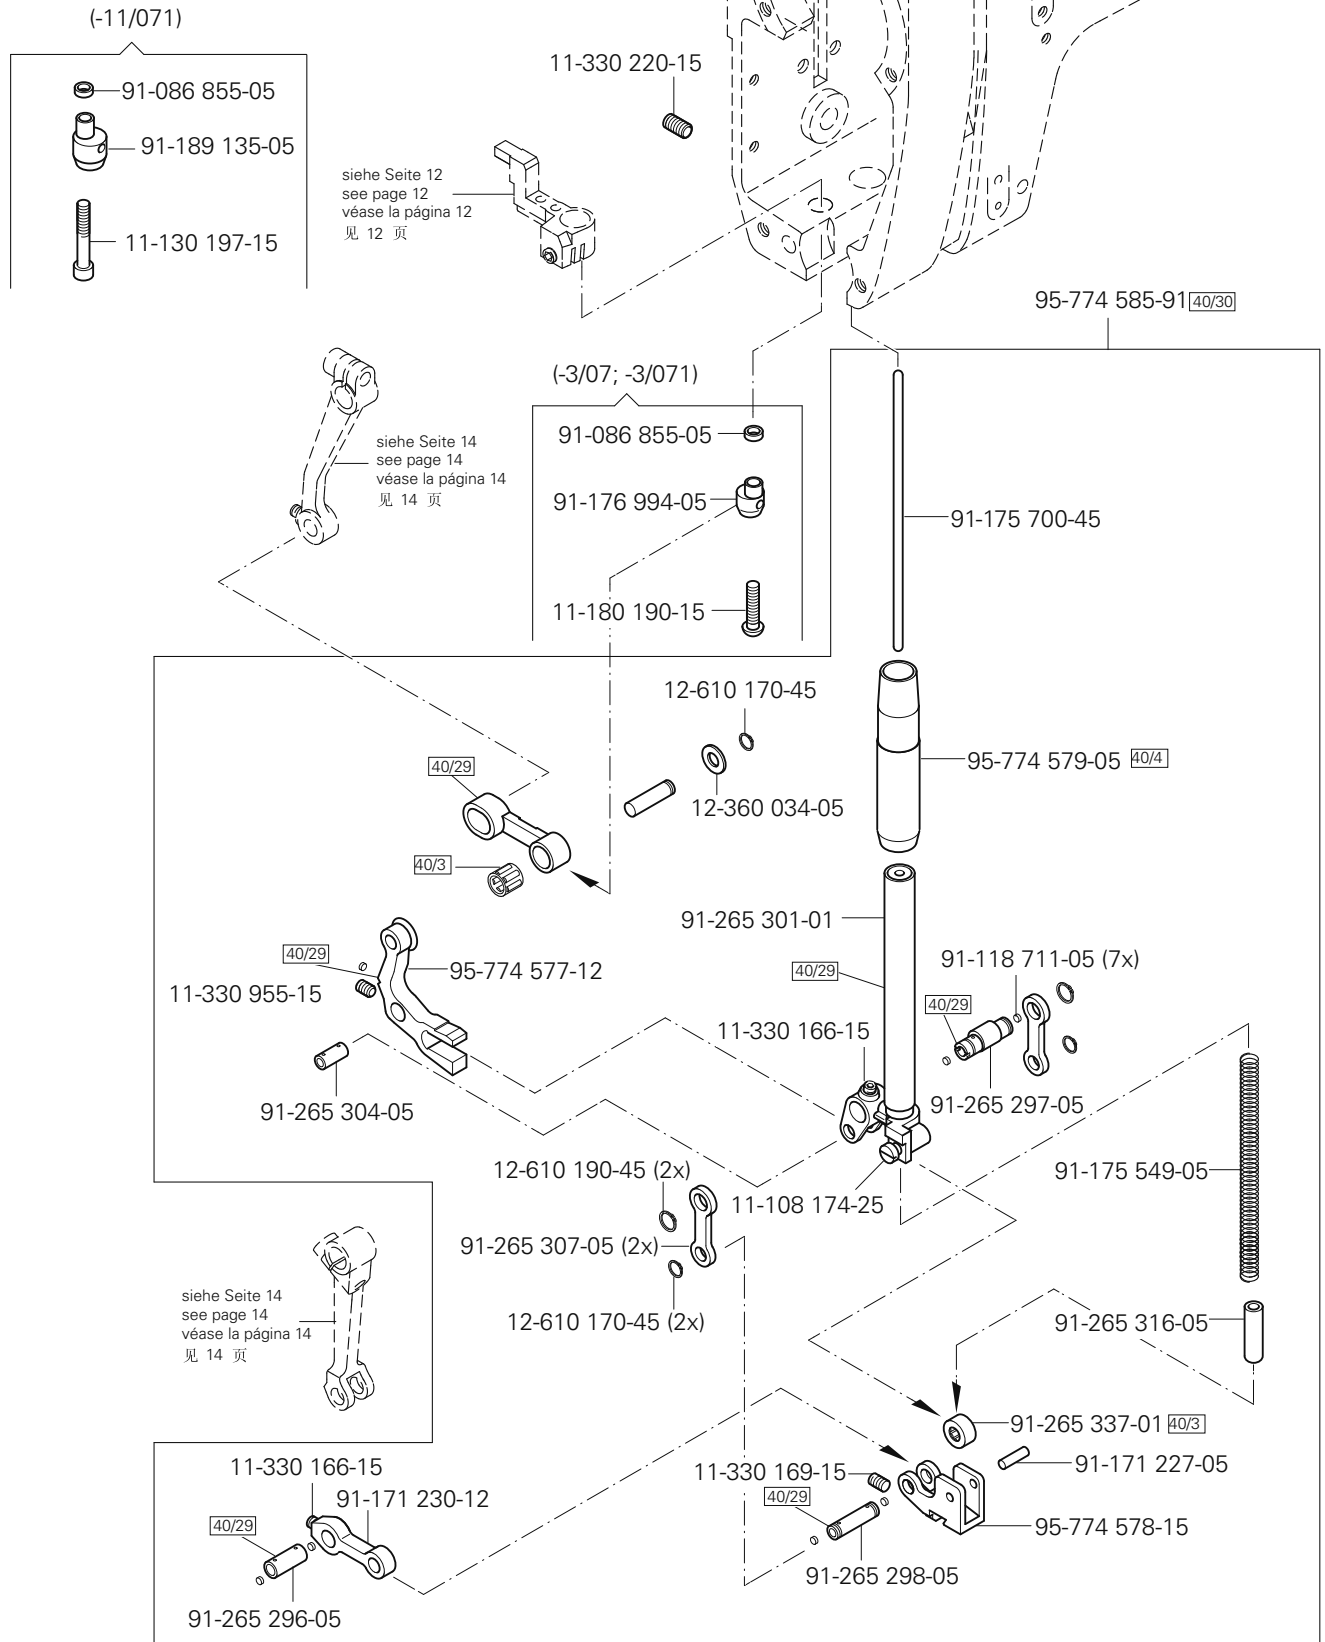 (-11/071)
91-086 855-05
91-189 135-05
11-130 197-15
11-330 220-15
siehe Seite 12
see page 12
véase la página 12
见 12 页
95-774 585-91 40/30
siehe Seite 14
see page 14
véase la página 14
见 14 页
(-3/07; -3/071)
91-086 855-05
91-176 994-05
11-180 190-15
91-175 700-45
12-610 170-45
95-774 579-05 40/4
40/29
12-360 034-05
40/3
91-265 301-01
40/29
95-774 577-12
11-330 955-15
40/29
91-118 711-05 (7x)
40/29
11-330 166-15
91-265 304-05
91-265 297-05
12-610 190-45 (2x)
91-175 549-05
11-108 174-25
91-265 307-05 (2x)
siehe Seite 14
see page 14
véase la página 14
见 14 页
12-610 170-45 (2x)
91-265 316-05
91-265 337-01 40/3
11-330 166-15
11-330 169-15
91-171 227-05
91-171 230-12
40/29
40/29
95-774 578-15
91-265 298-05
91-265 296-05